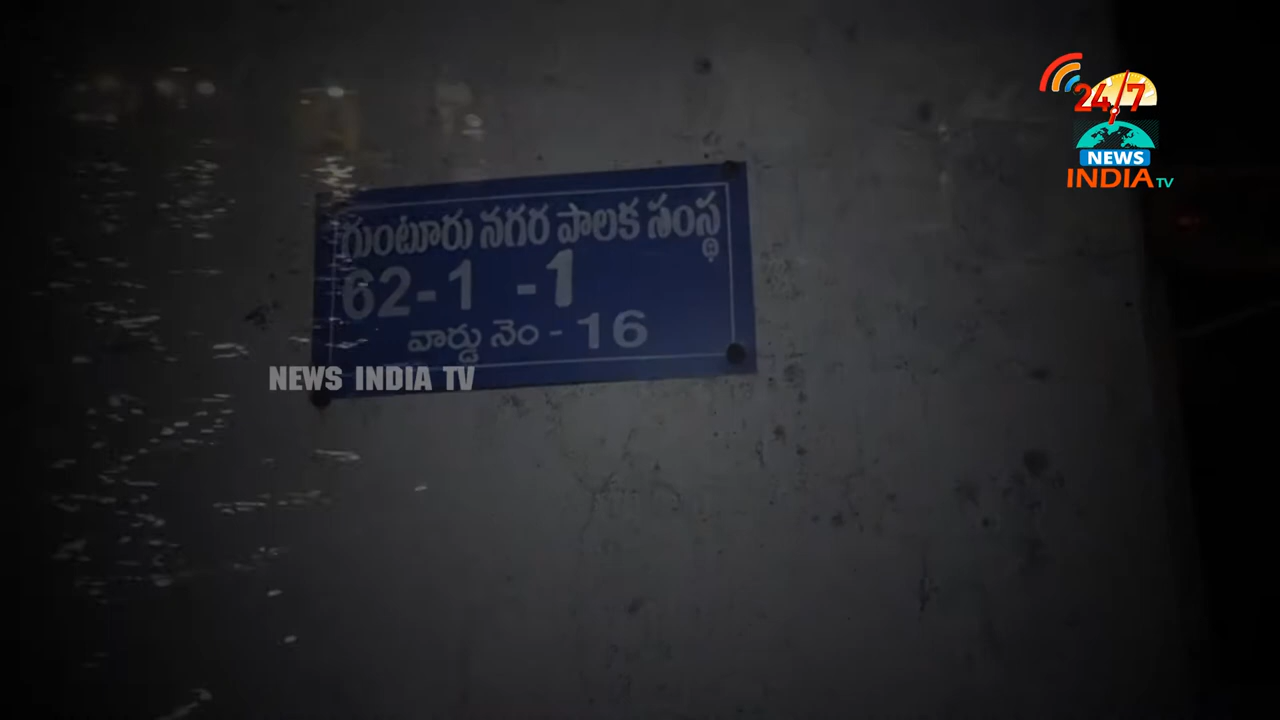 గుంటూరు నగర పాలక సంస్థ
62-1 -1
వార్డు నెం - 16
NEWS INDIA TV
24/7
NEWS
INDIA TV